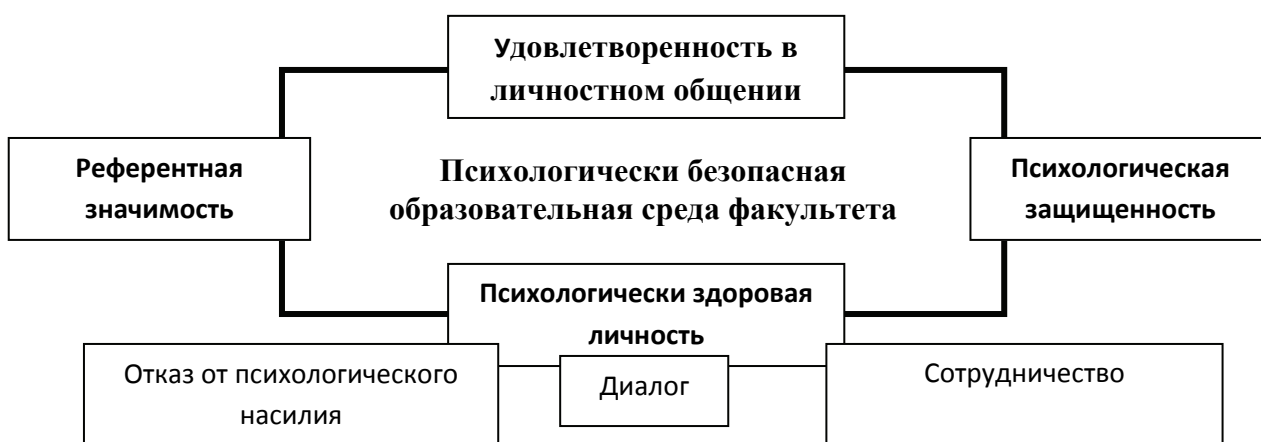 Удовлетворенность в
личностном общении
Референтная
значимость
Психологически безопасная
образовательная среда факультета
Психологическая
защищенность
Психологически здоровая
личность
Отказ от психологического
насилия
Диалог
Сотрудничество